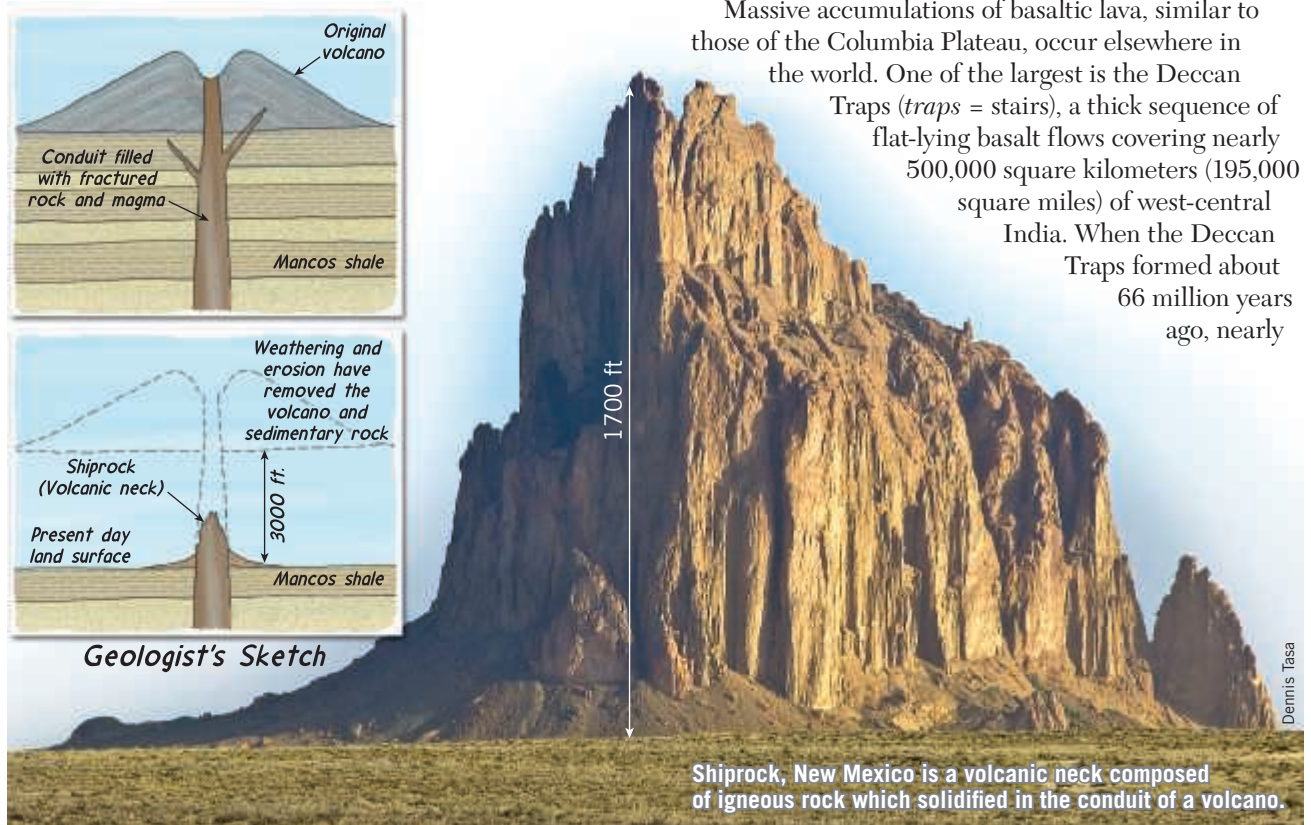 Original
volcano
Conduit filled
with fractured
rock and magma
Mancos shale
Weathering and
erosion have
removed the
volcano and
sedimentary rock
Shiprock
(Volcanic neck)
3000 ft.
Present day
land surface
Mancos shale
Geologist's Sketch
1700 ft
Massive accumulations of basaltic lava, similar to
those of the Columbia Plateau, occur elsewhere in
the world. One of the largest is the Deccan
Traps (traps = stairs), a thick sequence of
flat-lying basalt flows covering nearly
500,000 square kilometers (195,000
square miles) of west-central
India. When the Deccan
Traps formed about
66 million years
ago, nearly
Dennis Tasa
Shiprock, New Mexico is a volcanic neck composed
of igneous rock which solidified in the conduit of a volcano.